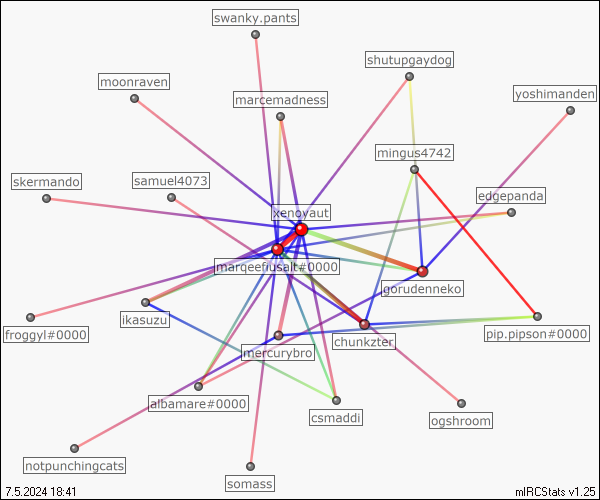 swanky.pants
shutupgaydog
moonraven
yoshimanden
marcemadness
mingus4742
skermando
samuel4073
edgepanda
xenovaut
marqeefiusalt#0000
gorudenneko
froggyl#0000
ikasuzu
chunkzter
pip.pipson#0000
mercurybro
albamare#0000
csmaddi
ogshroom
notpunchingcats
somass
7.5.2024 18:41
mIRCStats v1.25